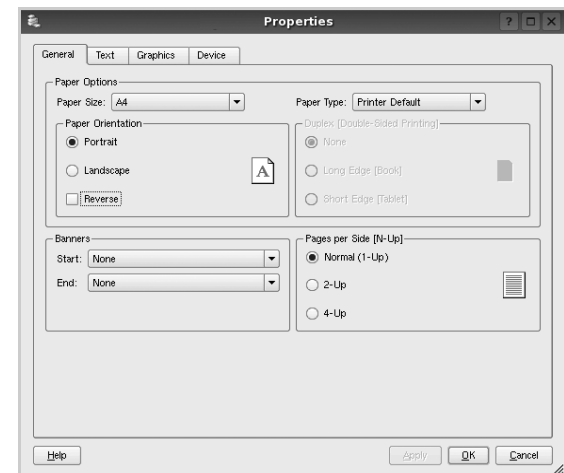 Properties
General Text Graphics Device
Paper Options
Paper Size: A4 Paper Type: Printer Default
Paper Orientation
Portrait
Landscape
Reverse
A
Duplex [Double-Sided Printing]
None
Long Edge [Book]
Short Edge [Tablet]
Banners
Start: None
End: None
Pages per Side [N-Up]
Normal (1-Up)
2-Up
4-Up
Help Apply OK Cancel